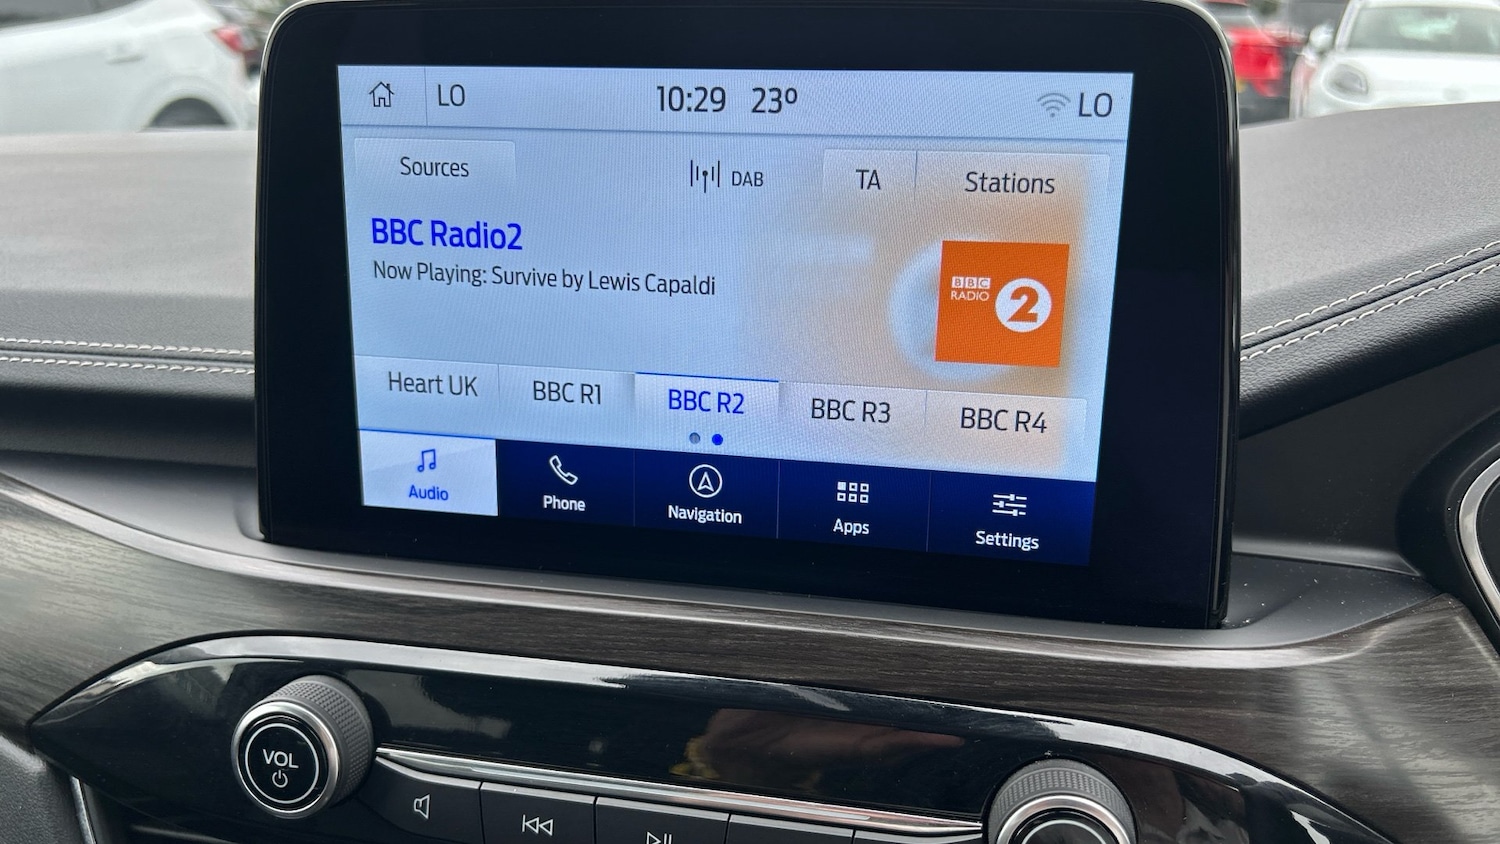 LO 10:29 23º LO
Sources DAB TA Stations
BBC Radio2
Now Playing: Survive by Lewis Capaldi
BBC
RADIO 2
Heart UK BBC R1 BBC R2 BBC R3 BBC R4
Audio Phone Navigation Apps Settings
VOL